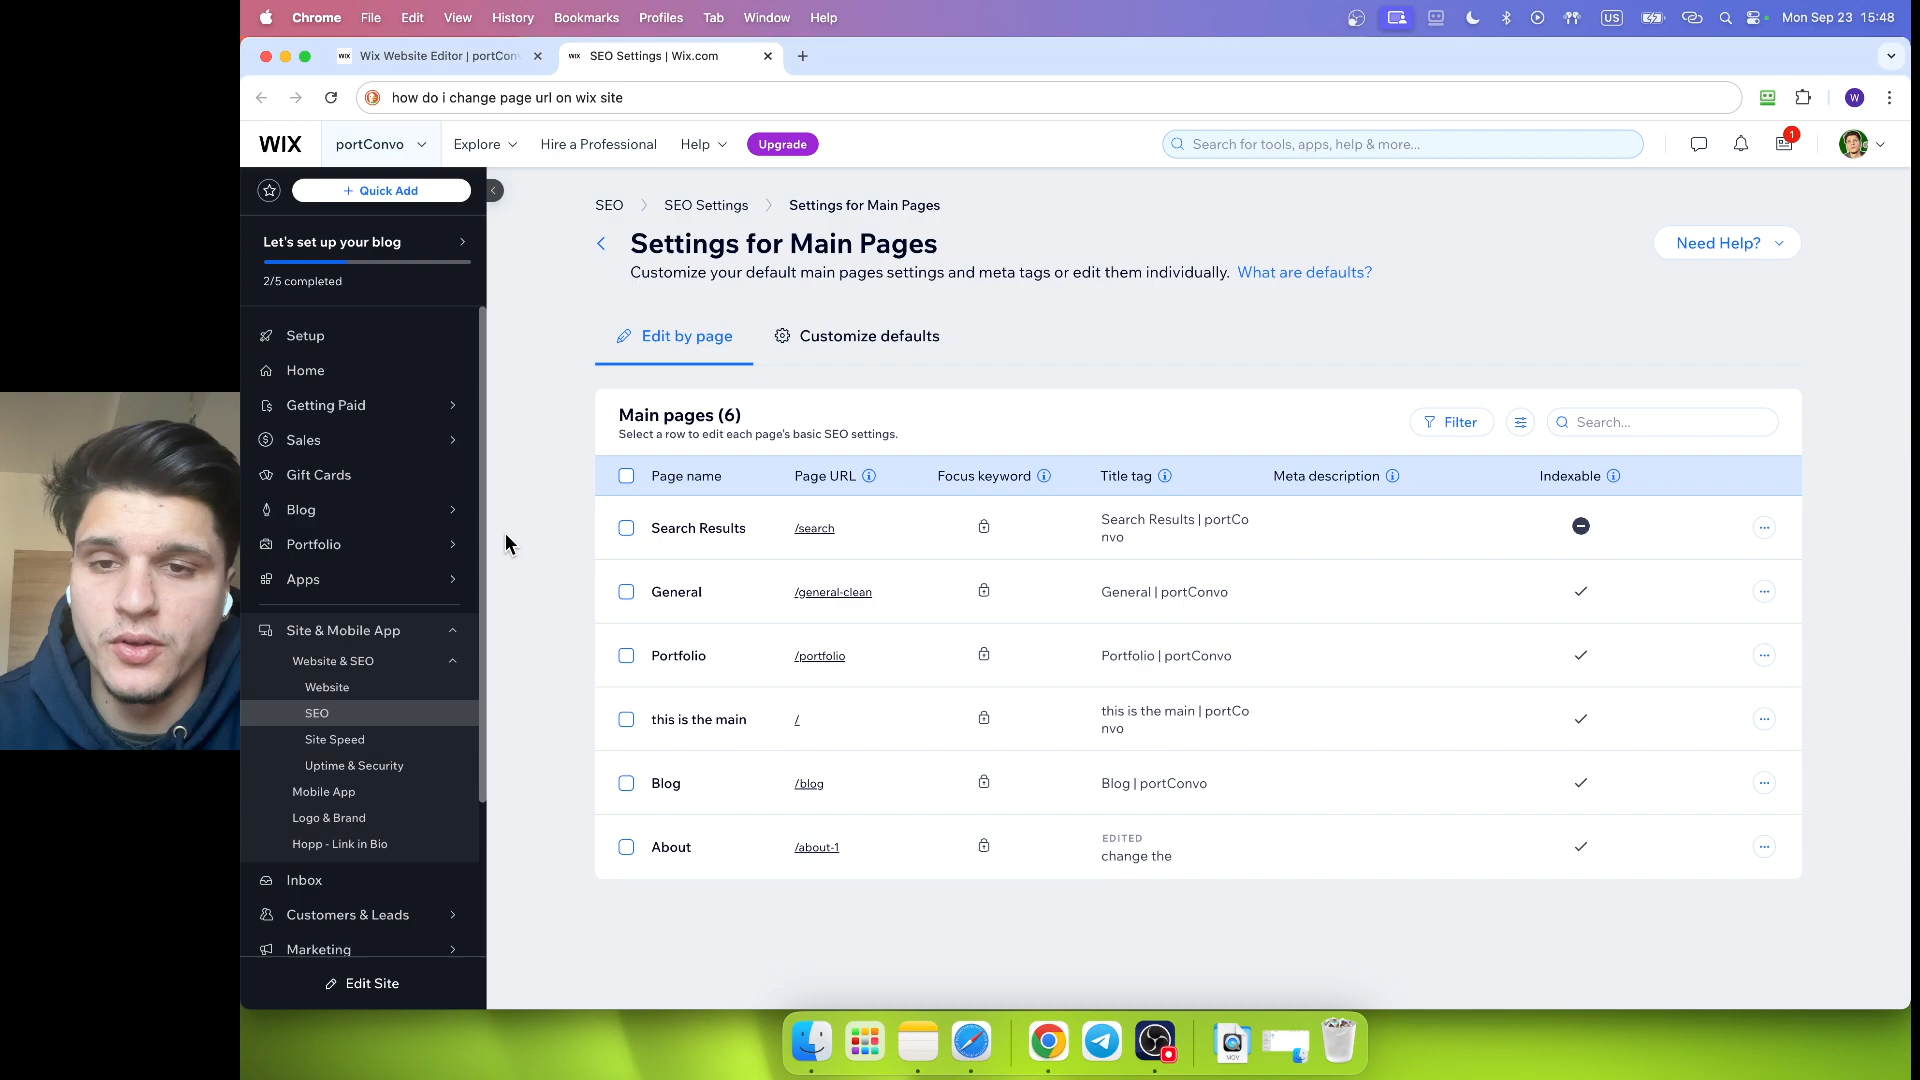 Chrome File Edit View History Bookmarks Profiles Tab Window Help US Mon Sep 23 15:48
WIX Wix Website Editor | portConv WIX SEO Settings | Wix.com
how do i change page url on wix site W
WIX portConvo Explore Hire a Professional Help Upgrade Search for tools, apps, help & more... 1
+ Quick Add
Let's set up your blog
2/5 completed
Setup
Home
Getting Paid
Sales
Gift Cards
Blog
Portfolio
Apps
Site & Mobile App
Website & SEO
Website
SEO
Site Speed
Uptime & Security
Mobile App
Logo & Brand
Hopp - Link in Bio
Inbox
Customers & Leads
Marketing
Edit Site
SEO SEO Settings Settings for Main Pages
Settings for Main Pages
Need Help?
Customize your default main pages settings and meta tags or edit them individually. What are defaults?
Edit by page Customize defaults
Main pages (6)
Select a row to edit each page's basic SEO settings.
Filter Search...
Page name Page URL Focus keyword Title tag Meta description Indexable
Search Results /search Search Results | portCo
nvo
General /general-clean General | portConvo
Portfolio /portfolio Portfolio | portConvo
this is the main / this is the main | portCo
nvo
Blog /blog Blog | portConvo
About /about-1 EDITED
change the
MOV